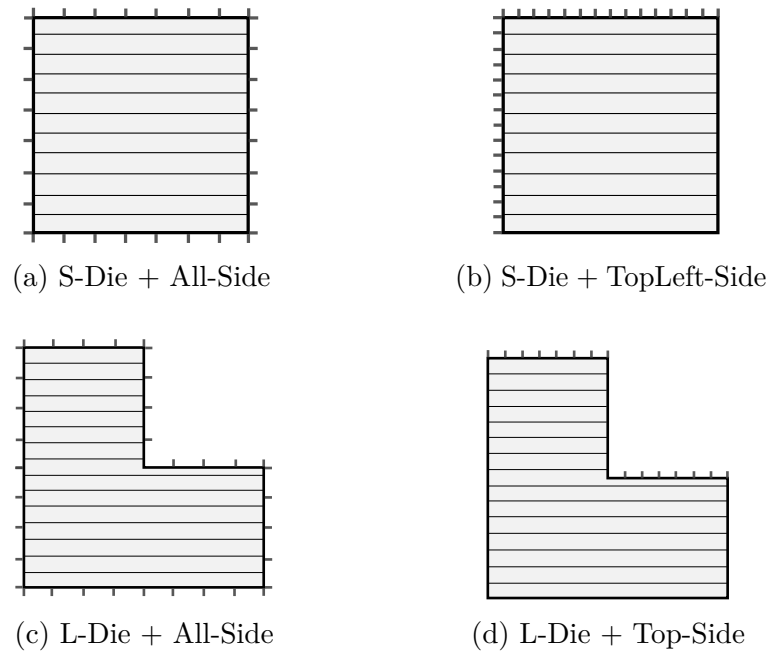 (a) S-Die + All-Side
(b) S-Die + TopLeft-Side
(c) L-Die + All-Side
(d) L-Die + Top-Side